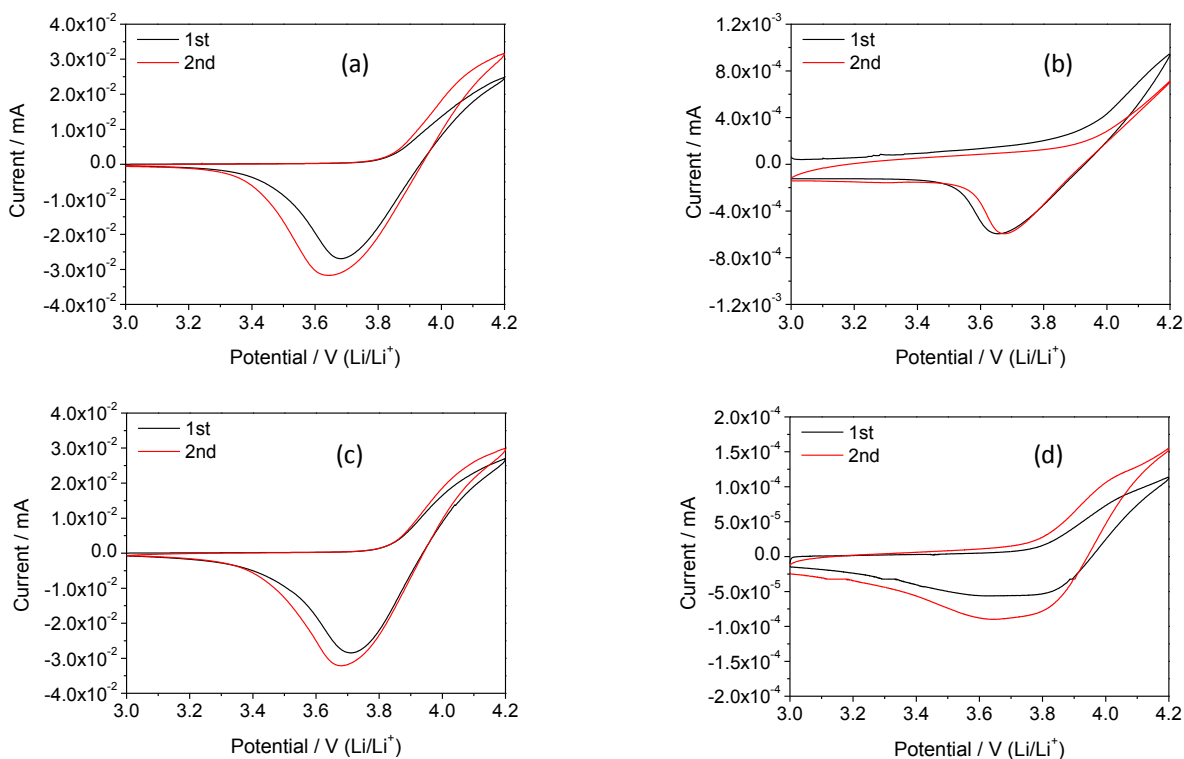 4.0x10⁻²
3.0x10⁻²
2.0x10⁻²
1.0x10⁻²
0.0
-1.0x10⁻²
-2.0x10⁻²
-3.0x10⁻²
-4.0x10⁻²
Current / mA
1st
2nd
(a)
3.0 3.2 3.4 3.6 3.8 4.0 4.2
Potential / V (Li/Li⁺)
1.2x10⁻³
8.0x10⁻⁴
4.0x10⁻⁴
0.0
-4.0x10⁻⁴
-8.0x10⁻⁴
-1.2x10⁻³
Current / mA
1st
2nd
(b)
3.0 3.2 3.4 3.6 3.8 4.0 4.2
Potential / V (Li/Li⁺)
4.0x10⁻²
3.0x10⁻²
2.0x10⁻²
1.0x10⁻²
0.0
-1.0x10⁻²
-2.0x10⁻²
-3.0x10⁻²
-4.0x10⁻²
Current / mA
1st
2nd
(c)
3.0 3.2 3.4 3.6 3.8 4.0 4.2
Potential / V (Li/Li⁺)
2.0x10⁻⁴
1.5x10⁻⁴
1.0x10⁻⁴
5.0x10⁻⁵
0.0
-5.0x10⁻⁵
-1.0x10⁻⁴
-1.5x10⁻⁴
-2.0x10⁻⁴
Current / mA
1st
2nd
(d)
3.0 3.2 3.4 3.6 3.8 4.0 4.2
Potential / V (Li/Li⁺)